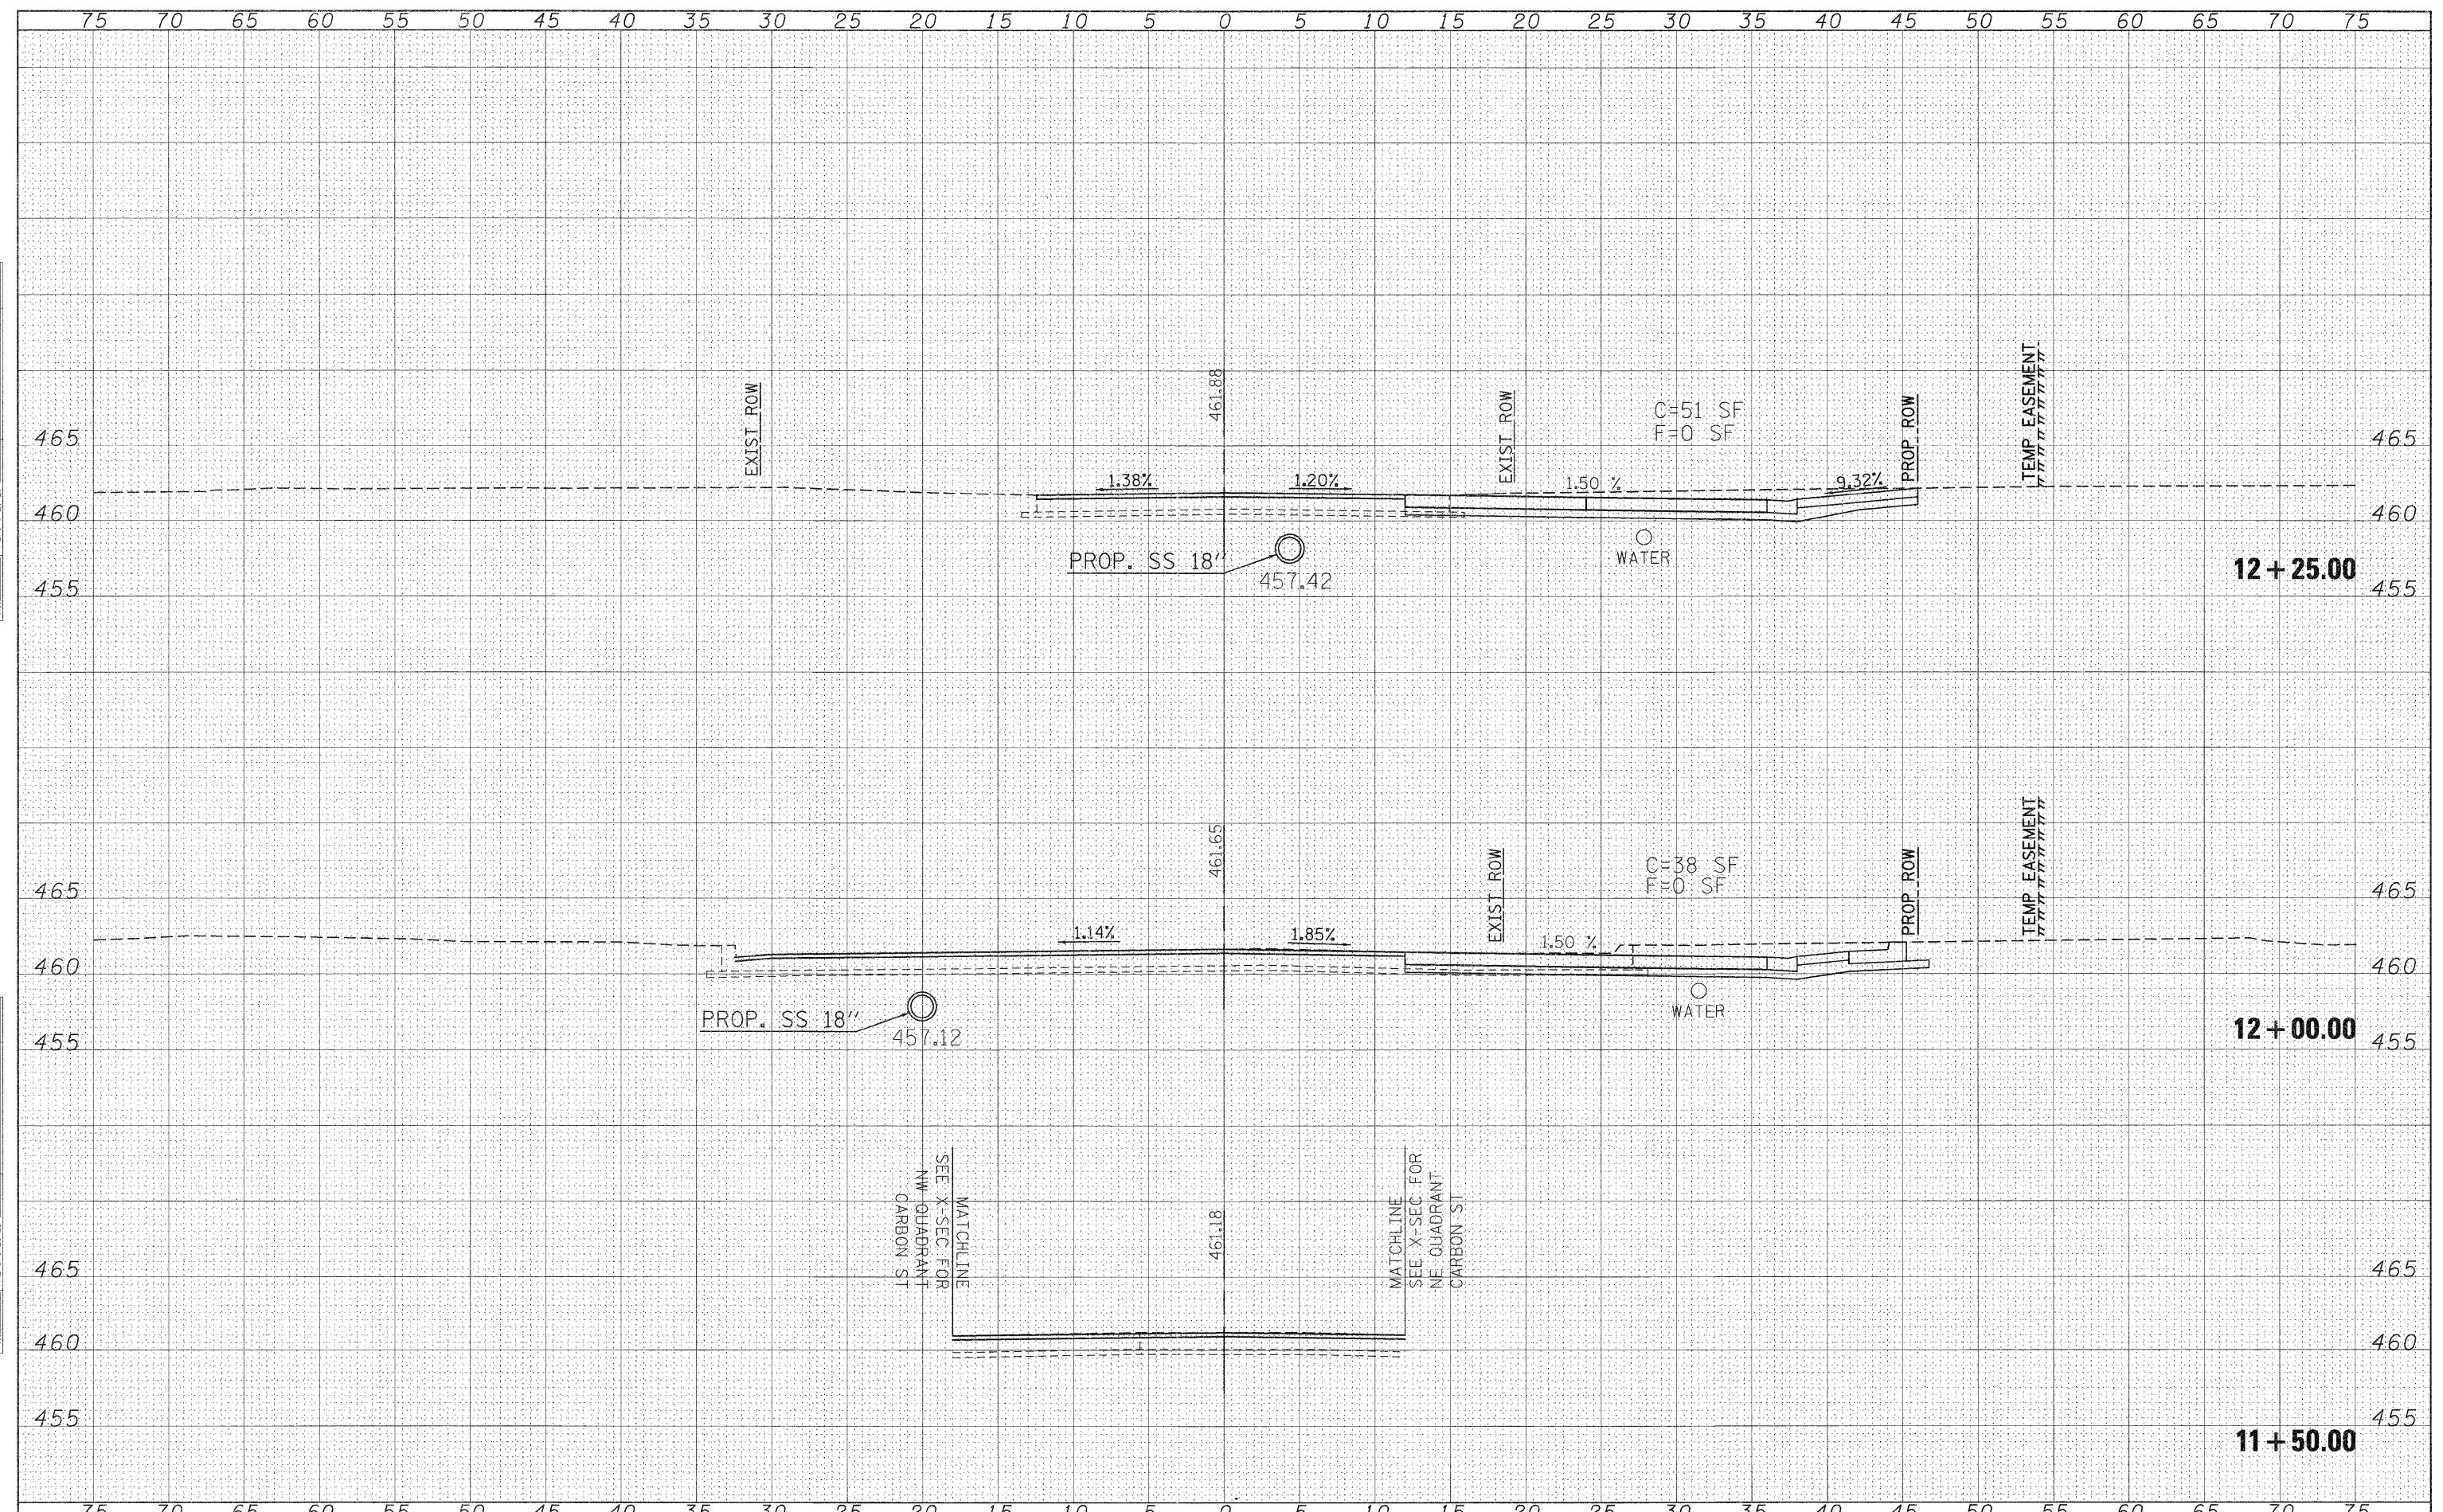 75 70 65 60 55 50 45 40 35 30 25 20 15 10 5 0 5 10 15 20 25 30 35 40 45 50 55 60 65 70 75
461.88
EXIST ROW
EXIST ROW
C=51 SF
F=0 SF
PROP ROW
TEMP EASEMENT
465 465
1.38%
1.20%
1.50 %
9.32%
460 460
PROP. SS 18"
457.42
WATER
12+25.00
455 455
461.65
EXIST ROW
C=38 SF
F=0 SF
PROP ROW
TEMP EASEMENT
465 465
1.14%
1.85%
1.50 %
460 460
PROP. SS 18"
457.12
WATER
12+00.00
455 455
MATCHLINE
SEE X-SEC FOR
NW QUADRANT
CARBON ST
461.18
MATCHLINE
SEE X-SEC FOR
NE QUADRANT
CARBON ST
465 465
460 460
455 455
11+50.00
75 70 65 60 55 50 45 40 35 30 25 20 15 10 5 0 5 10 15 20 25 30 35 40 45 50 55 60 65 70 75